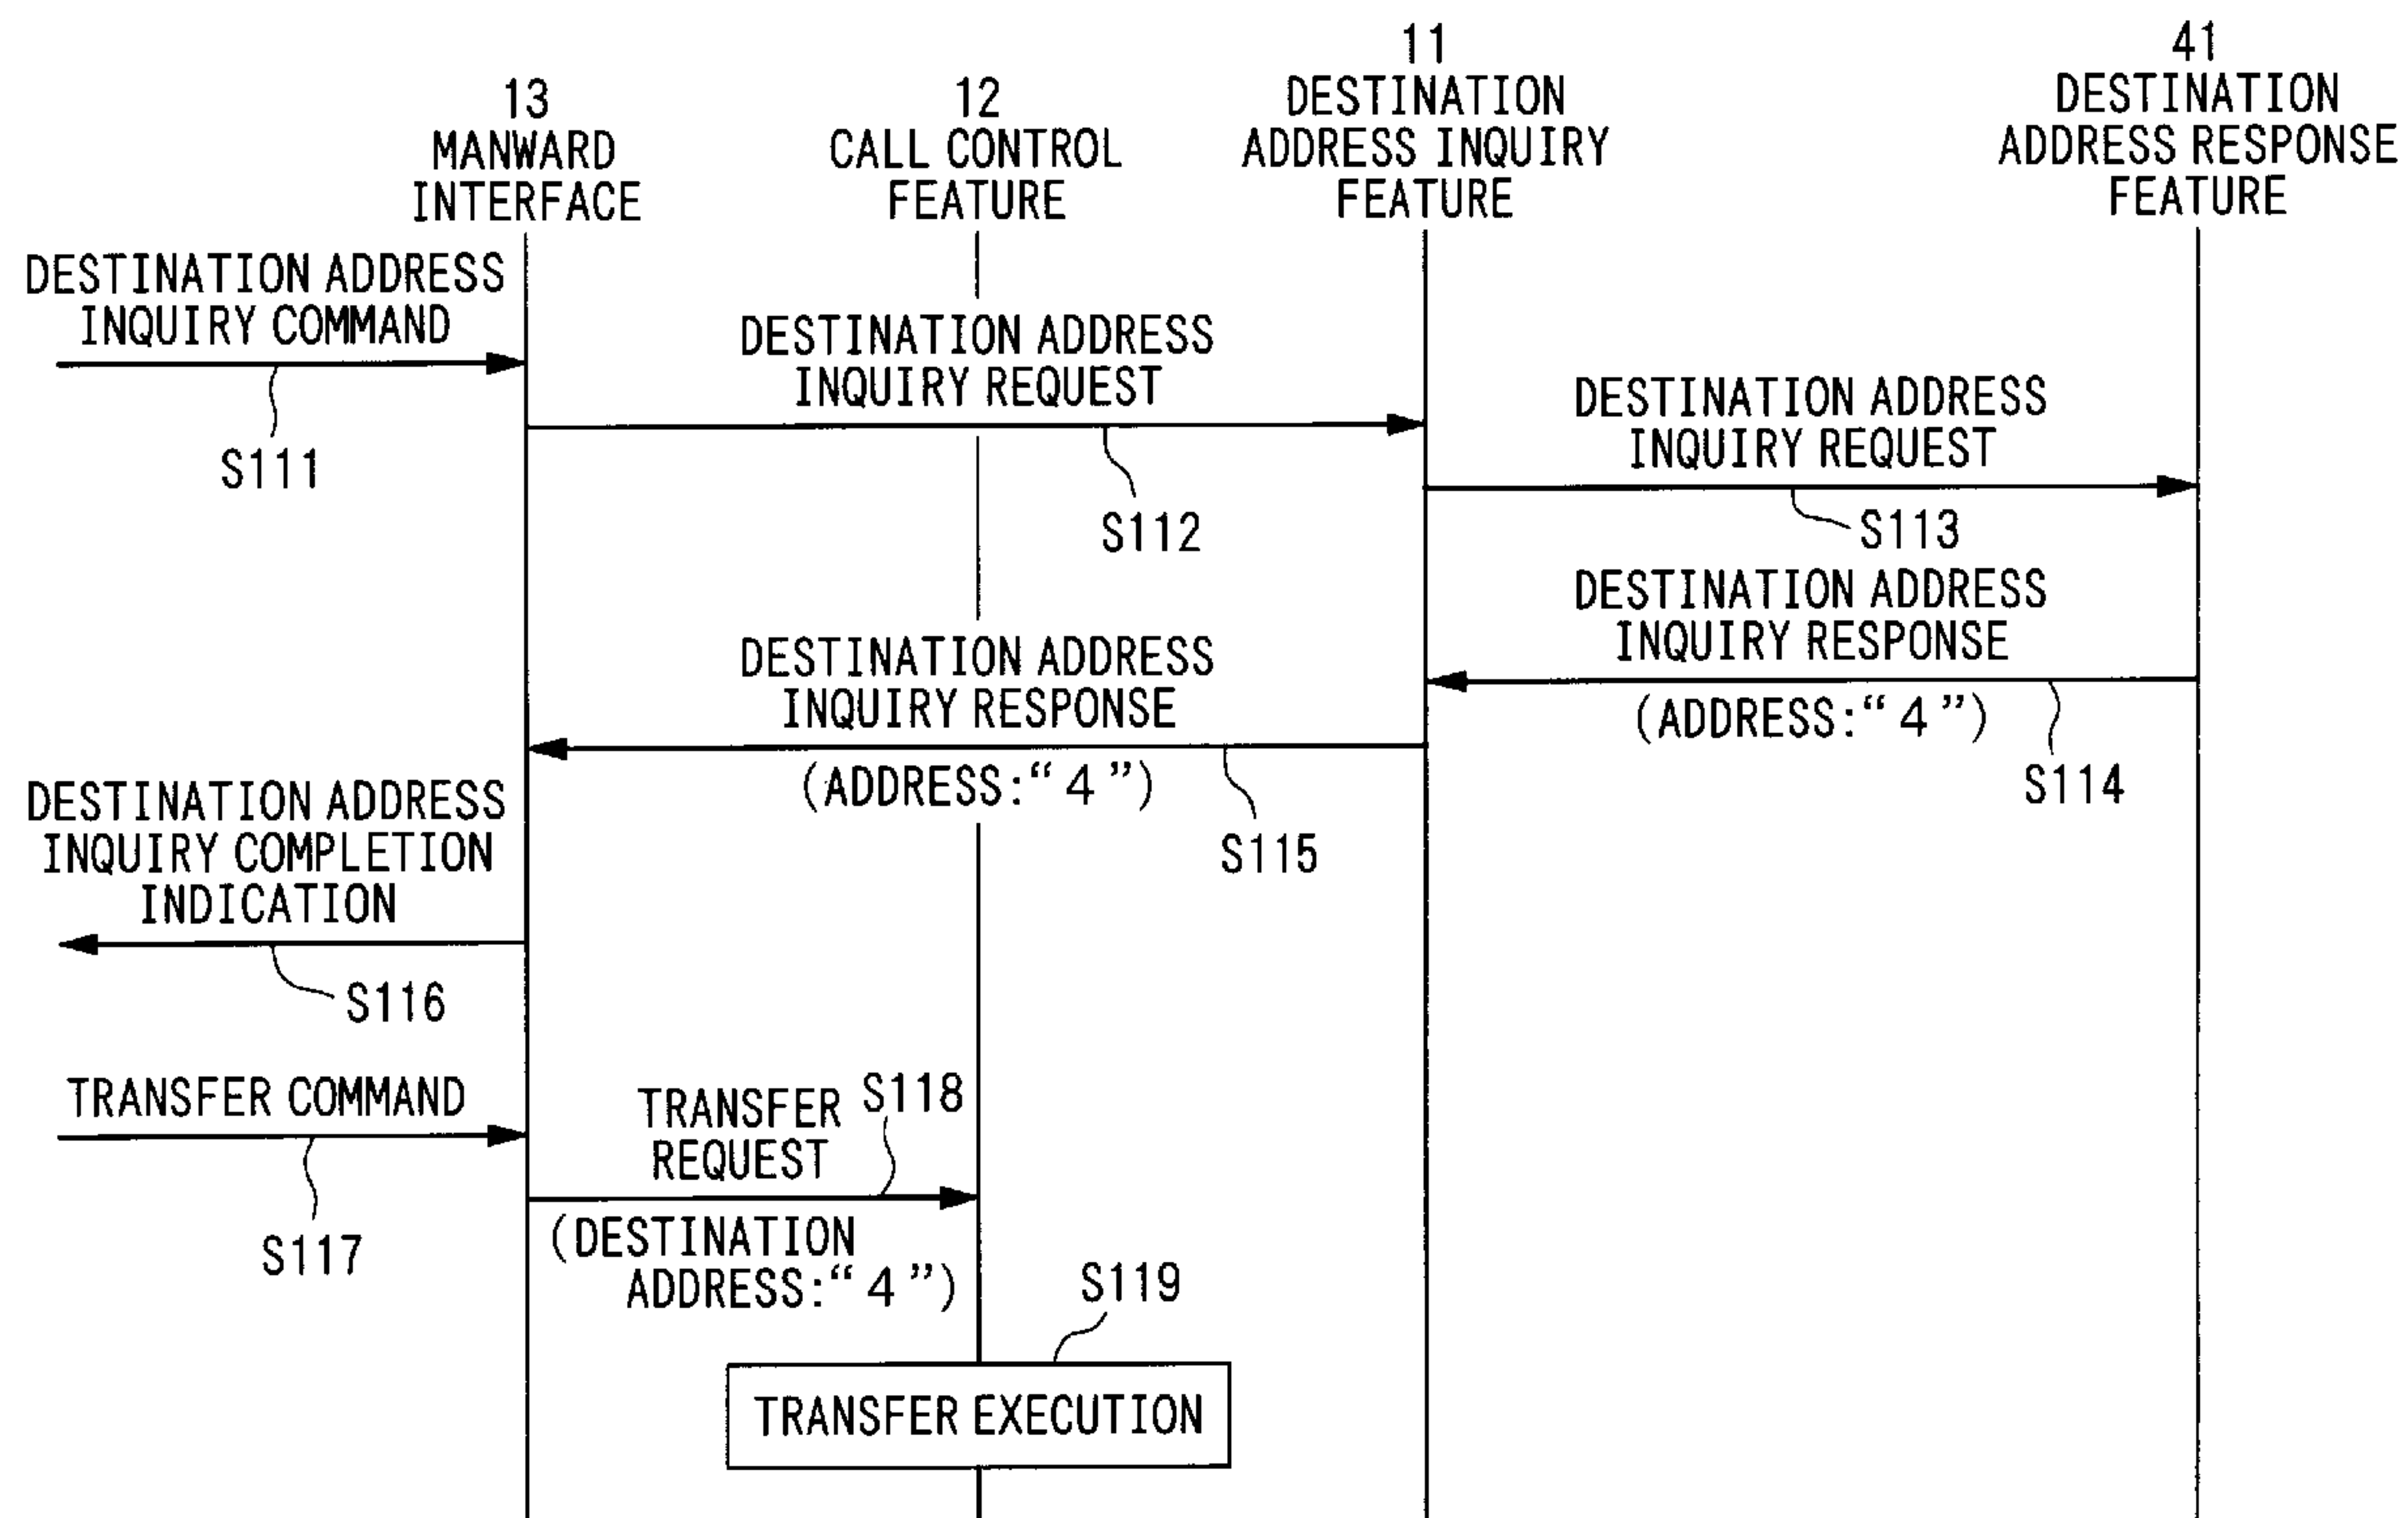 13
MANWARD
INTERFACE
12
CALL CONTROL
FEATURE
11
DESTINATION
ADDRESS INQUIRY
FEATURE
41
DESTINATION
ADDRESS RESPONSE
FEATURE
DESTINATION ADDRESS
INQUIRY COMMAND
S111
DESTINATION ADDRESS
INQUIRY REQUEST
S112
DESTINATION ADDRESS
INQUIRY REQUEST
S113
DESTINATION ADDRESS
INQUIRY RESPONSE
(ADDRESS:“4”)
S114
DESTINATION ADDRESS
INQUIRY RESPONSE
(ADDRESS:“4”)
S115
DESTINATION ADDRESS
INQUIRY COMPLETION
INDICATION
S116
TRANSFER COMMAND
S117
TRANSFER
REQUEST
S118
(DESTINATION
ADDRESS:“4”)
S119
TRANSFER EXECUTION